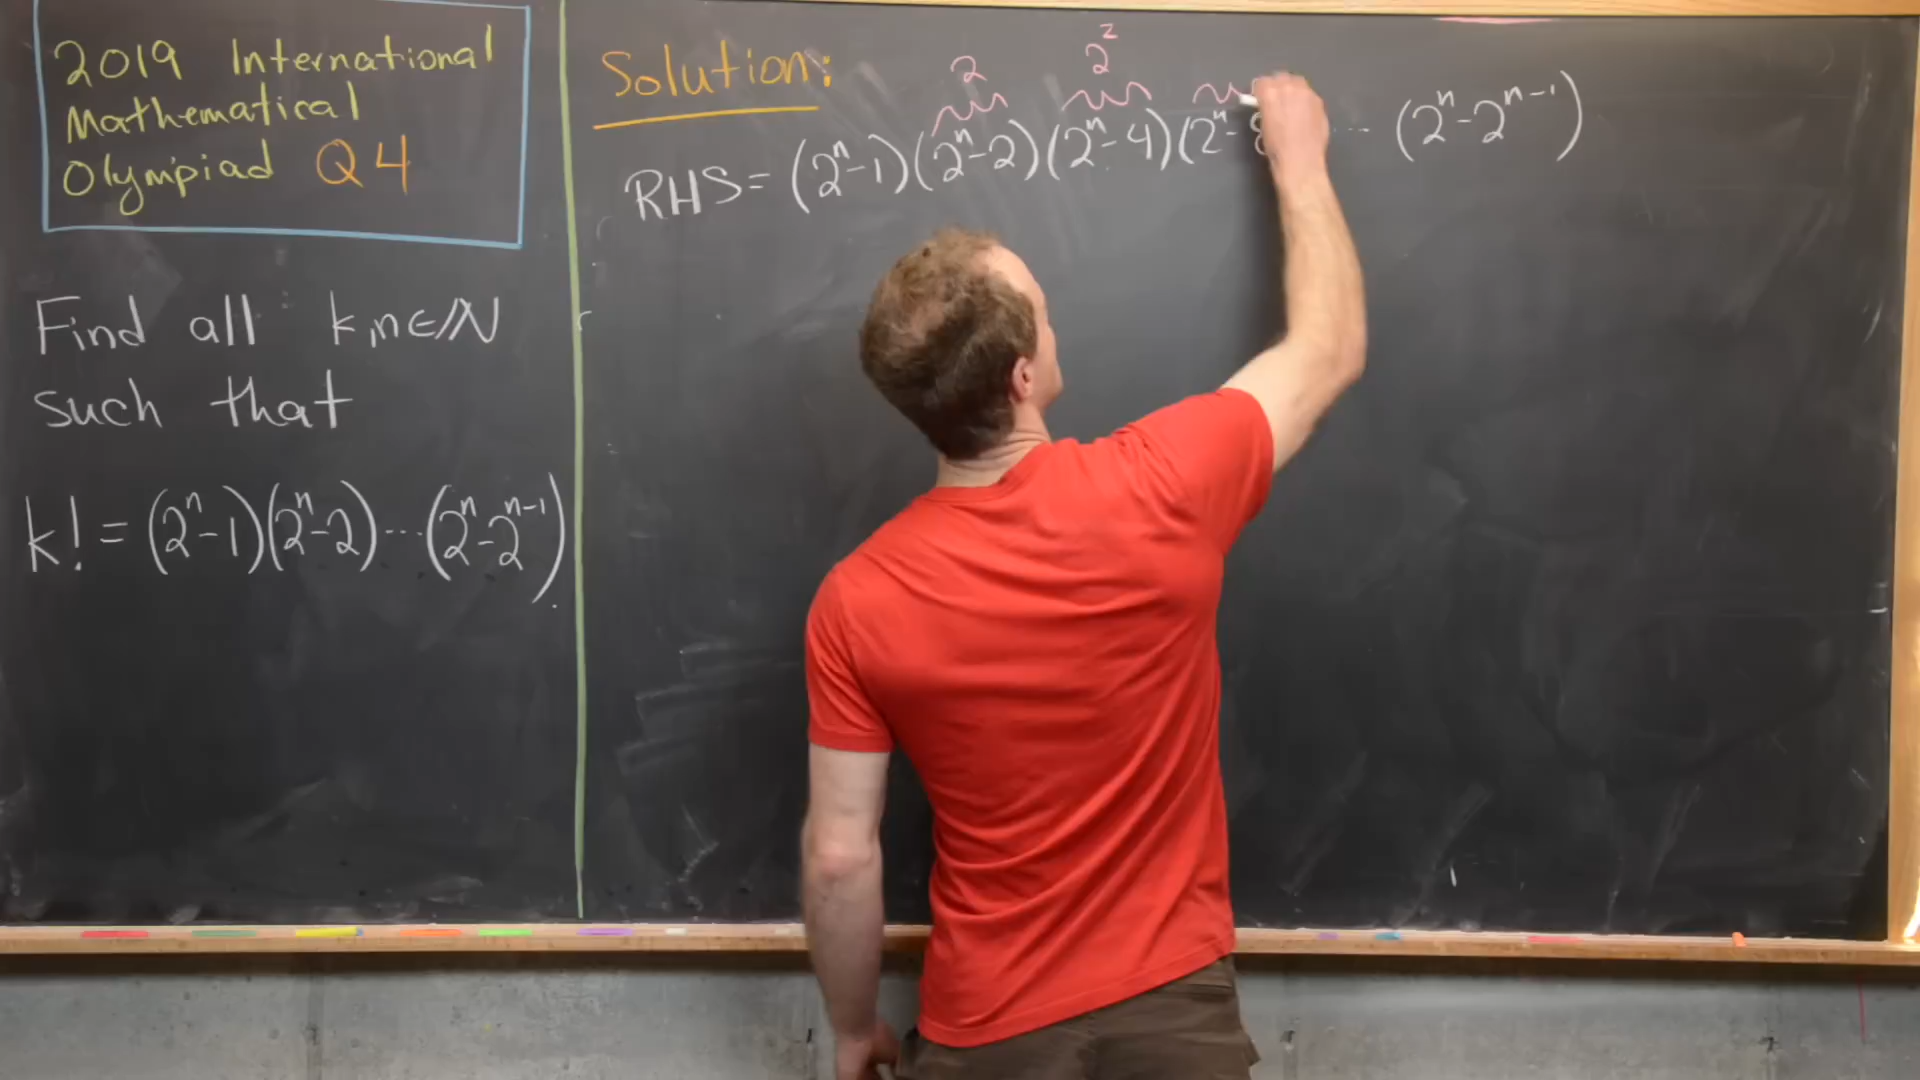 2019 International
Mathematical
Olympiad Q4
Find all k,n∈ℕ
such that
k! = (2ⁿ-1)(2ⁿ-2)···(2ⁿ-2ⁿ⁻¹)
Solution:
2 2²
RHS = (2ⁿ-1)(2ⁿ-2)(2ⁿ-4)(2ⁿ- ··· (2ⁿ-2ⁿ⁻¹)